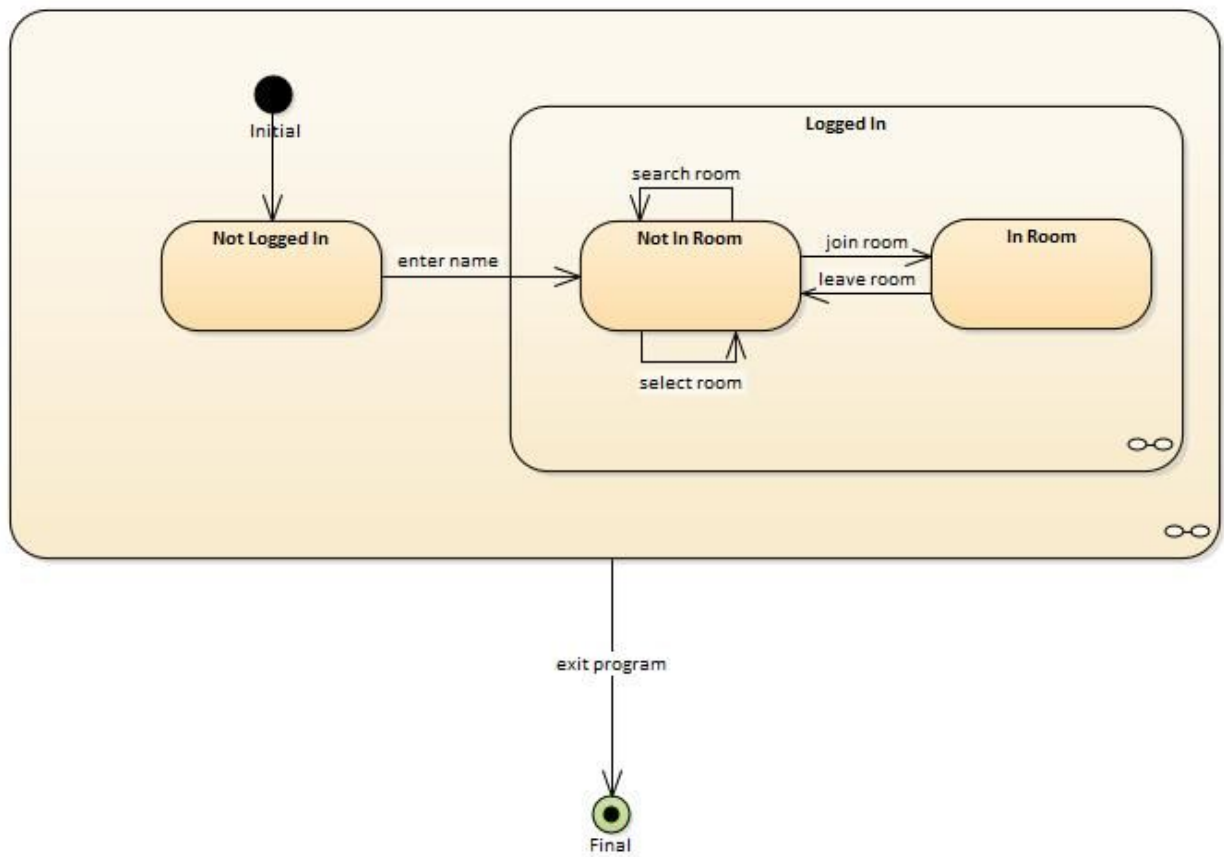 Initial
Logged In
search room
Not Logged In
Not In Room
In Room
enter name
join room
leave room
select room
exit program
Final